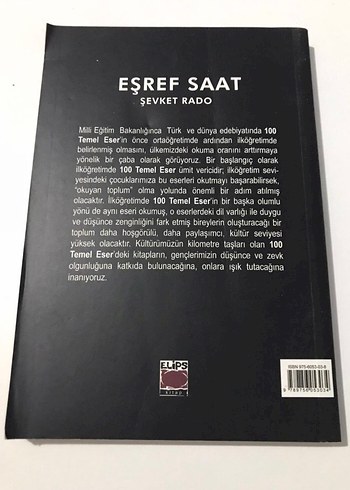 EŞREF SAAT
ŞEVKET RADO
Milli Eğitim Bakanlığınca Türk ve dünya edebiyatında 100
Temel Eser'in önce ortaöğretimde ardından ilköğretimde
belirlenmiş olmasını, ülkemizdeki okuma oranını arttırmaya
yönelik bir çaba olarak görüyoruz. Bir başlangıç olarak
ilköğretimde 100 Temel Eser ümit vericidir; ilköğretim sevi-
yesindeki çocuklarımıza bu eserleri okutmayı başarabilirsek,
"okuyan toplum" olma yolunda önemli bir adım atılmış
olacaktır. İlköğretimde 100 Temel Eser'in bir başka olumlu
yönü de aynı eseri okumuş, o eserlerdeki dil varlığı ile duygu
ve düşünce zenginliğini fark etmiş bireylerin oluşturacağı bir
toplum daha hoşgörülü, daha paylaşımcı, kültür seviyesi
yüksek olacaktır. Kültürümüzün kilometre taşları olan 100
Temel Eser'deki kitapların, gençlerimizin düşünce ve zevk
olgunluğuna katkıda bulunacağına, onlara ışık tutacağına
inanıyoruz.
ELİPS
KİTAP